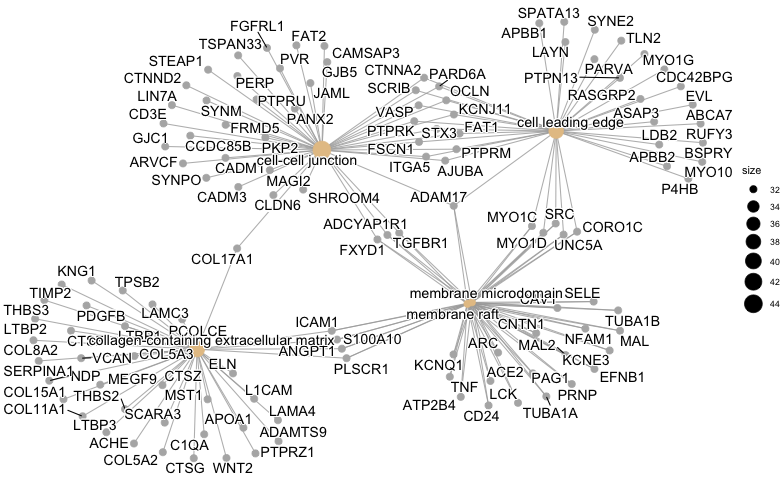 SPATA13
SYNE2
APBB1
TLN2
LAYN
MYO1G
PARVA
PTPN13
CDC42BPG
RASGRP2
EVL
ASAP3
ABCA7
cell leading edge
LDB2
RUFY3
BSPRY
APBB2
MYO10
P4HB
FGFRL1
FAT2
TSPAN33
CAMSAP3
PVR
STEAP1
GJB5
CTNNA2
PARD6A
CTNND2
PERP
JAML
SCRIB
OCLN
LIN7A
PTPRU
VASP
KCNJ11
CD3E
SYNM
PANX2
FRMD5
PTPRK
STX3
FAT1
GJC1
CCDC85B
PKP2
FSCN1
PTPRM
cell-cell junction
ARVCF
CADM1
ITGA5
AJUBA
SYNPO
MAGI2
CADM3
SHROOM4
ADAM17
CLDN6
ADCYAP1R1
MYO1C
SRC
CORO1C
FXYD1
TGFBR1
MYO1D
UNC5A
COL17A1
KNG1
TPSB2
TIMP2
membrane microdomain
SELE
CAV1
THBS3
PDGFB
LAMC3
membrane raft
LTBP2
LTBP1
PCOLCE
ICAM1
CNTN1
TUBA1B
collagen-containing extracellular matrix
S100A10
NFAM1
MAL
COL8A2
VCAN
COL5A3
ANGPT1
ARC
MAL2
SERPINA1
NDP
MEGF9
CTSZ
ELN
PLSCR1
KCNQ1
ACE2
KCNE3
COL15A1
THBS2
MST1
L1CAM
TNF
PAG1
EFNB1
COL11A1
SCARA3
LAMA4
ATP2B4
LCK
PRNP
LTBP3
APOA1
CD24
TUBA1A
ACHE
C1QA
ADAMTS9
COL5A2
CTSG
WNT2
PTPRZ1
size
32
34
36
38
40
42
44